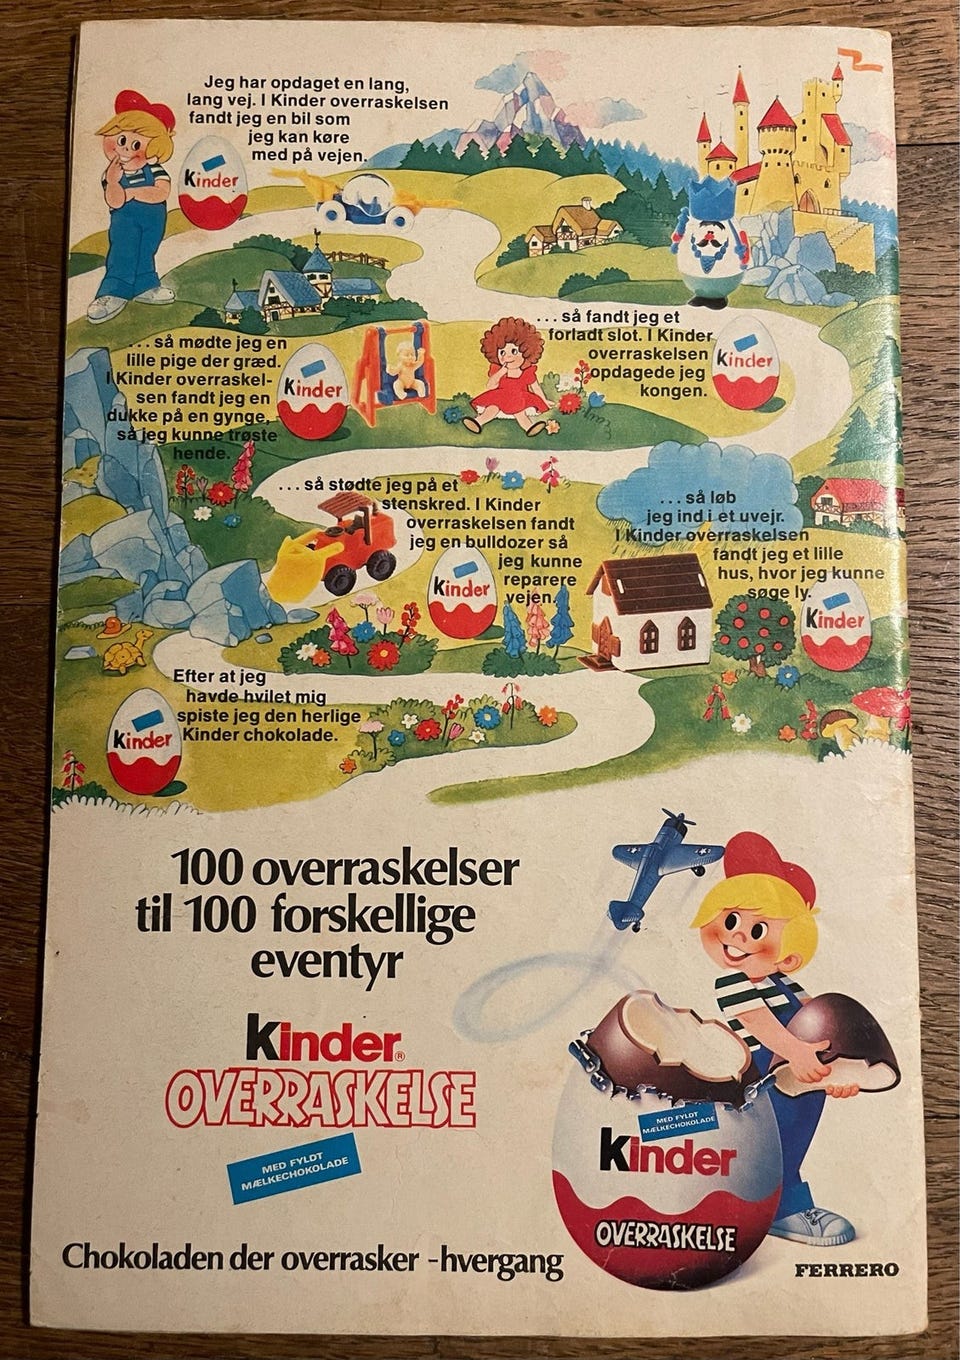 Jeg har opdaget en lang,
lang vej. I Kinder overraskelsen
fandt jeg en bil som
jeg kan køre
med på vejen.
Kinder
... så fandt jeg et
forladt slot. I Kinder
overraskelsen
opdagede jeg
kongen.
Kinder
... så mødte jeg en
lille pige der græd.
I Kinder overraskel-
sen fandt jeg en
dukke på en gynge,
så jeg kunne trøste
hende.
Kinder
... så stødte jeg på et
stenskred. I Kinder
overraskelsen fandt
jeg en bulldozer så
jeg kunne
reparere
vejen.
Kinder
... så løb
jeg ind i et uvejr.
I Kinder overraskelsen
fandt jeg et lille
hus, hvor jeg kunne
søge ly.
Kinder
Efter at jeg
havde hvilet mig
spiste jeg den herlige
Kinder chokolade.
Kinder
100 overraskelser
til 100 forskellige
eventyr
Kinder®
OVERRASKELSE
MED FYLDT
MÆLKECHOKOLADE
MED FYLDT
MÆLKECHOKOLADE
Kinder
OVERRASKELSE
Chokoladen der overrasker - hvergang
FERRERO